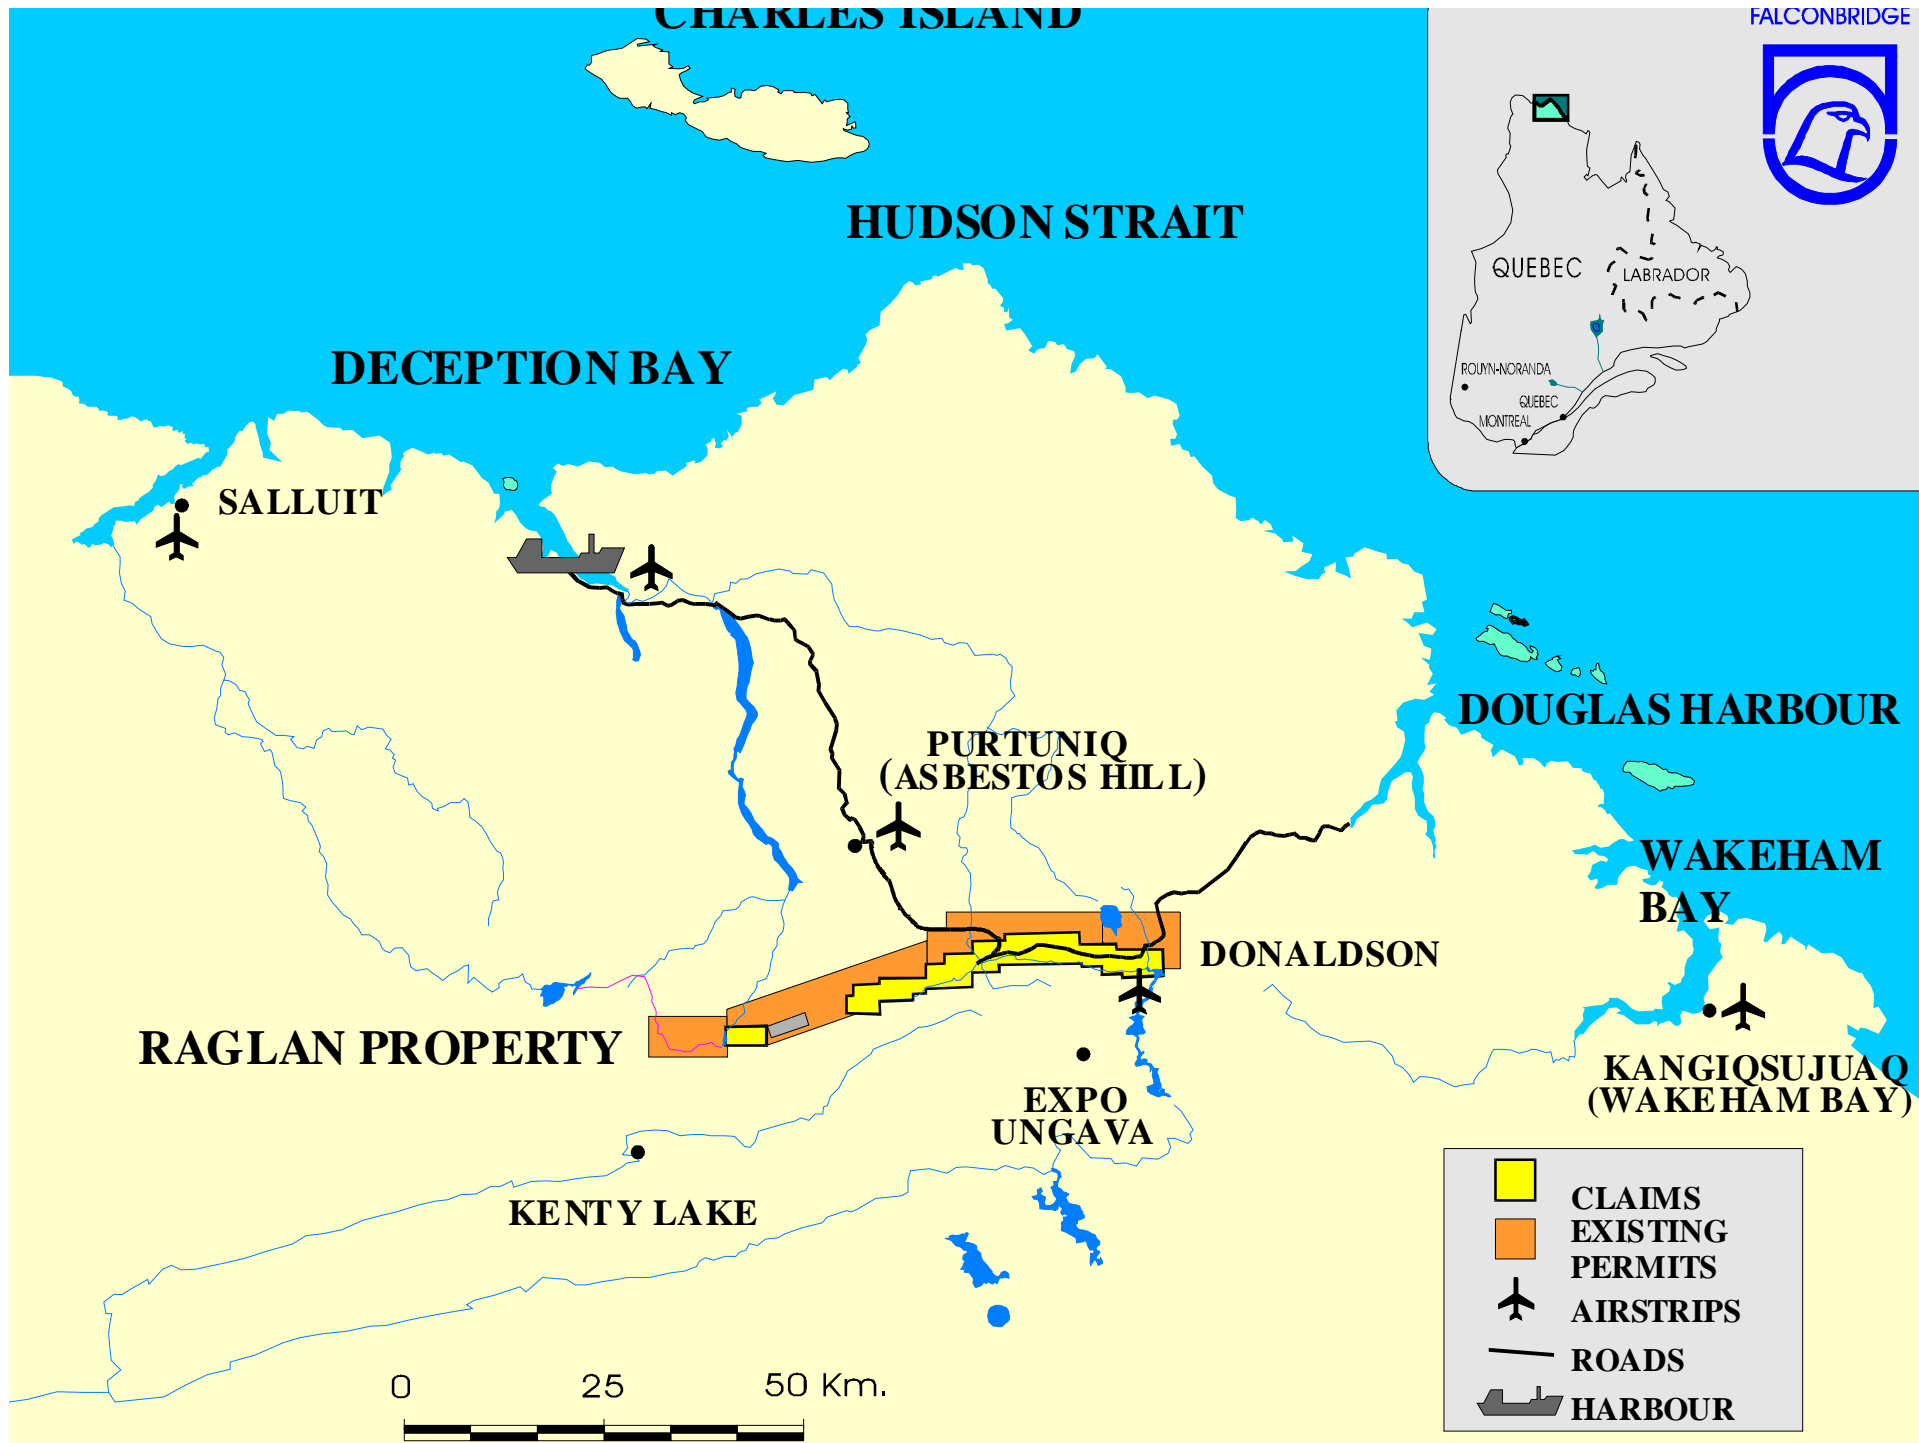 CHARLES ISLAND
FALCONBRIDGE
HUDSON STRAIT
QUEBEC
LABRADOR
DECEPTION BAY
ROUYN-NORANDA
QUEBEC
MONTREAL
SALLUIT
DOUGLAS HARBOUR
PURTUNIQ
(ASBESTOS HILL)
WAKEHAM
BAY
DONALDSON
RAGLAN PROPERTY
KANGIQSUJUAQ
(WAKEHAM BAY)
EXPO
UNGAVA
KENTY LAKE
CLAIMS
EXISTING
PERMITS
AIRSTRIPS
ROADS
HARBOUR
0 25 50 Km.